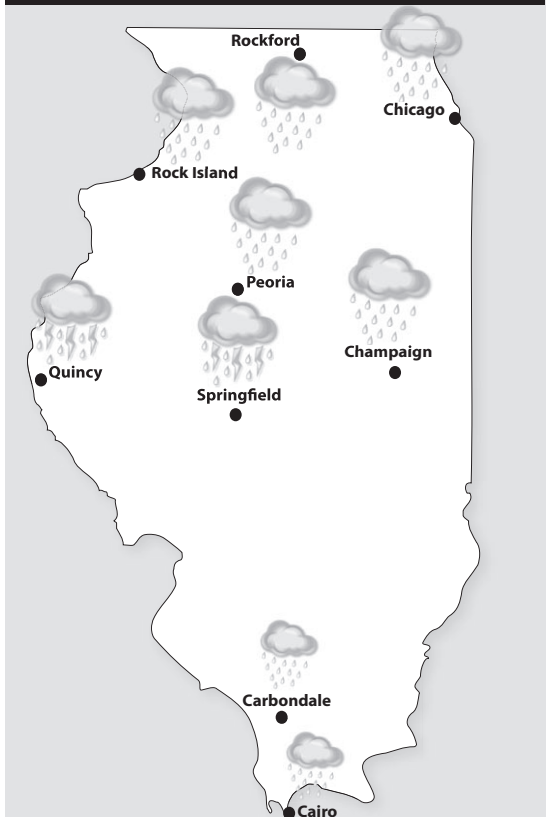 Rockford
Chicago
Rock Island
Peoria
Champaign
Quincy
Springfield
Carbondale
Cairo